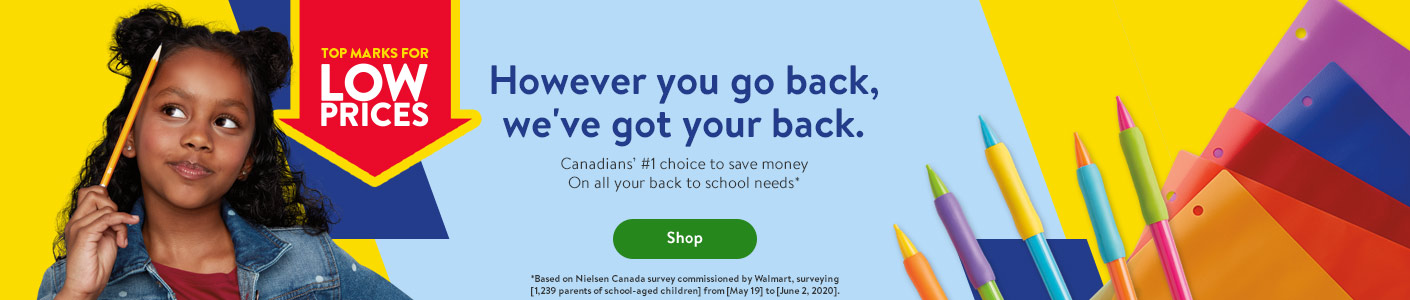 TOP MARKS FOR
LOW
PRICES
However you go back,
we've got your back.
Canadians' #1 choice to save money
On all your back to school needs*
Shop
*Based on Nielsen Canada survey commissioned by Walmart, surveying
[1,239 parents of school-aged children] from [May 19] to [June 2, 2020].